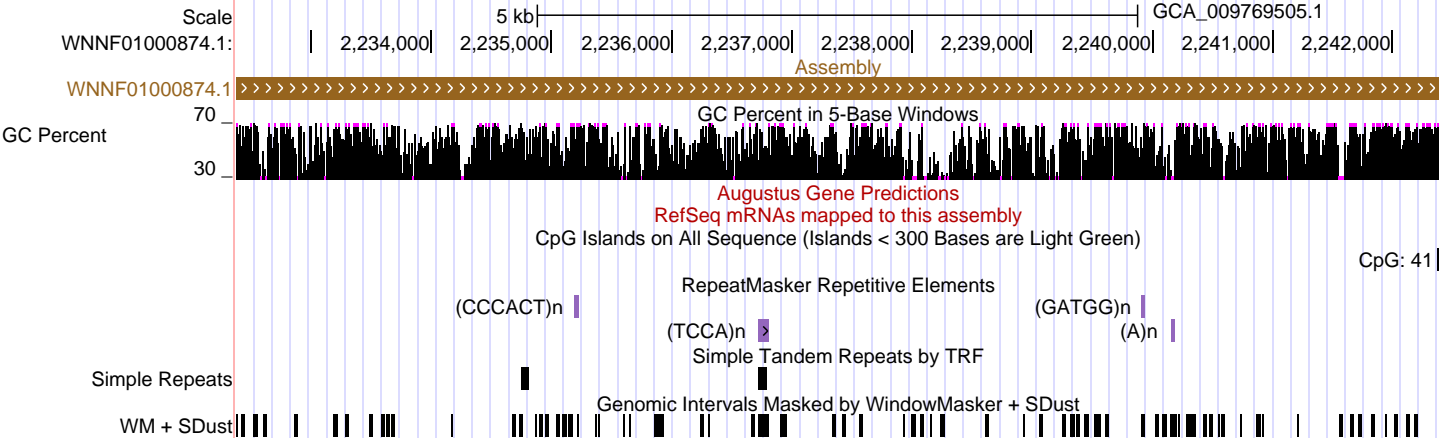 Scale 5 kb GCA_009769505.1
WNNF01000874.1: 2,234,000 2,235,000 2,236,000 2,237,000 2,238,000 2,239,000 2,240,000 2,241,000 2,242,000
Assembly
WNNF01000874.1
GC Percent in 5-Base Windows
70
GC Percent
30
Augustus Gene Predictions
RefSeq mRNAs mapped to this assembly
CpG Islands on All Sequence (Islands < 300 Bases are Light Green)
CpG: 41
RepeatMasker Repetitive Elements
(CCCACT)n (GATGG)n
(TCCA)n (A)n
Simple Tandem Repeats by TRF
Simple Repeats
Genomic Intervals Masked by WindowMasker + SDust
WM + SDust